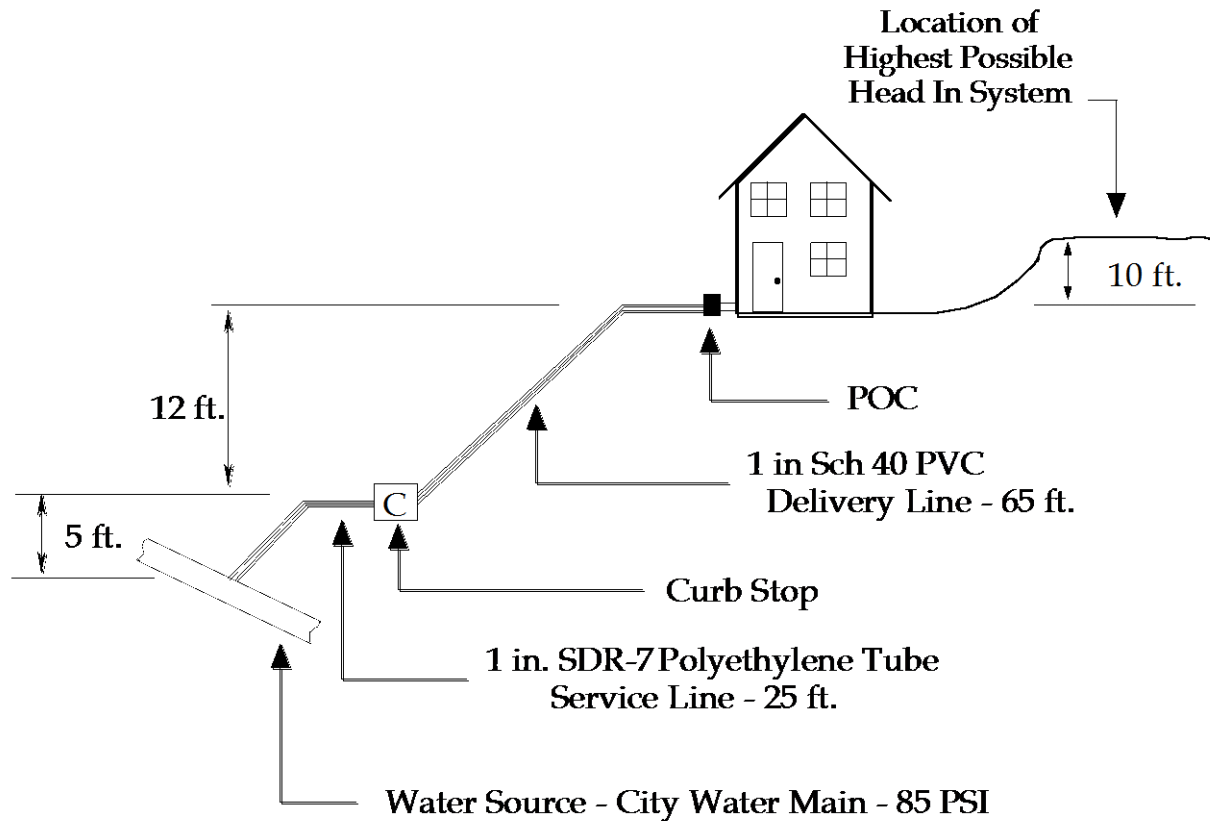 Location of
Highest Possible
Head In System
10 ft.
12 ft.
POC
1 in Sch 40 PVC
Delivery Line - 65 ft.
C
5 ft.
Curb Stop
1 in. SDR-7 Polyethylene Tube
Service Line - 25 ft.
Water Source - City Water Main - 85 PSI